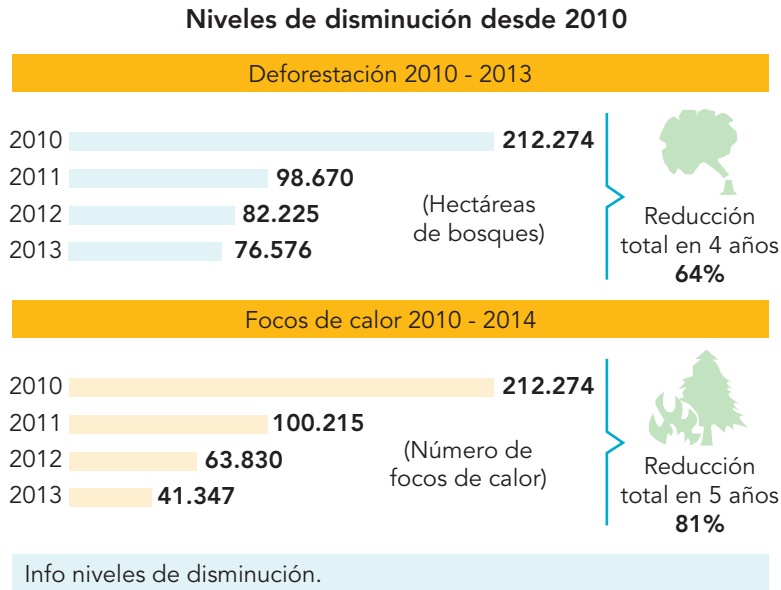 Niveles de disminución desde 2010
Deforestación 2010 - 2013
2010 212.274
2011 98.670
2012 82.225
2013 76.576
(Hectáreas
de bosques)
Reducción
total en 4 años
64%
Focos de calor 2010 - 2014
2010 212.274
2011 100.215
2012 63.830
2013 41.347
(Número de
focos de calor)
Reducción
total en 5 años
81%
Info niveles de disminución.